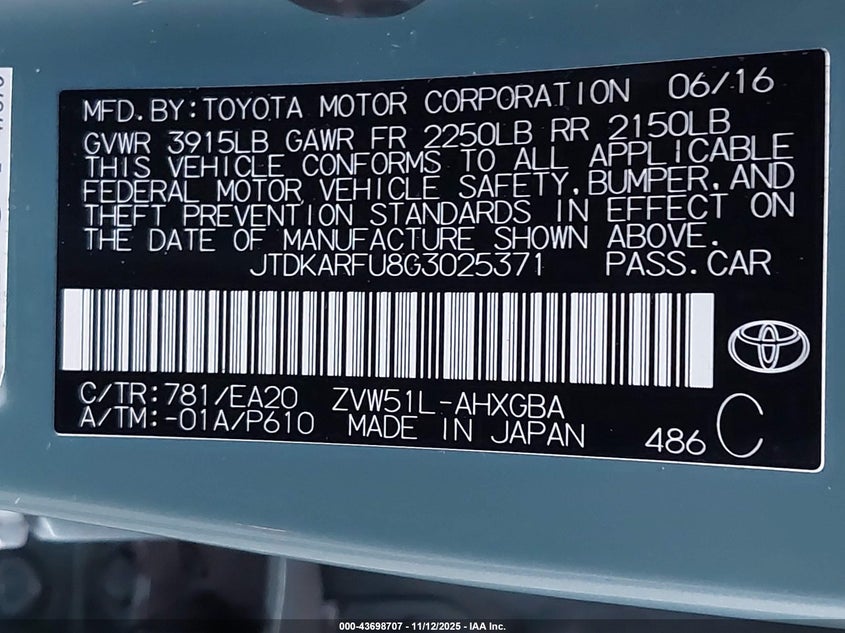 MFD.BY:TOYOTA MOTOR CORPORATION 06/16
GVWR 3915LB GAWR FR 2250LB RR 2150LB
THIS VEHICLE CONFORMS TO ALL APPLICABLE
FEDERAL MOTOR VEHICLE SAFETY,BUMPER,AND
THEFT PREVENTION STANDARDS IN EFFECT ON
THE DATE OF MANUFACTURE SHOWN ABOVE.
JTDKARFU8G3025371 PASS.CAR
C/TR:781/EA20 ZVW51L-AHXGBA
A/TM:-01A/P610 MADE IN JAPAN 486 C
000-43698707 - 11/12/2025 - IAA Inc.